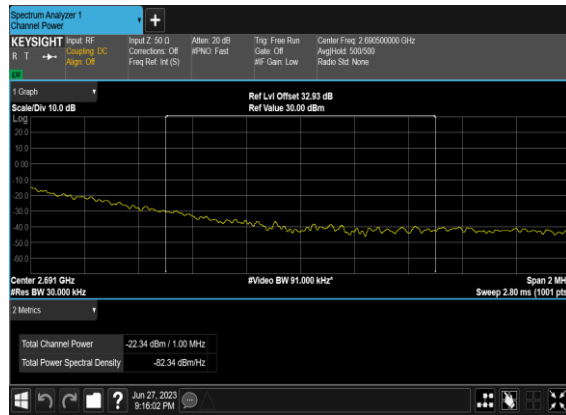 Spectrum Analyzer 1
Channel Power
+
KEYSIGHT
R T
LXI
Input: RF
Coupling: DC
Align: Off
Input Z: 50 Ω
Corrections: Off
Freq Ref: Int (S)
Atten: 20 dB
#PNO: Fast
Trig: Free Run
Gate: Off
#IF Gain: Low
Center Freq: 2.690500000 GHz
Avg|Hold: 500/500
Radio Std: None
1 Graph
Scale/Div 10.0 dB
Ref Lvl Offset 32.93 dB
Ref Value 30.00 dBm
Log
20.0
10.0
0.00
-10.0
-20.0
-30.0
-40.0
-50.0
-60.0
Center 2.691 GHz
#Res BW 30.000 kHz
#Video BW 91.000 kHz*
Span 2 MH
Sweep 2.80 ms (1001 pts
2 Metrics
Total Channel Power -22.34 dBm / 1.00 MHz
Total Power Spectral Density -82.34 dBm/Hz
?
Jun 27, 2023
9:16:02 PM